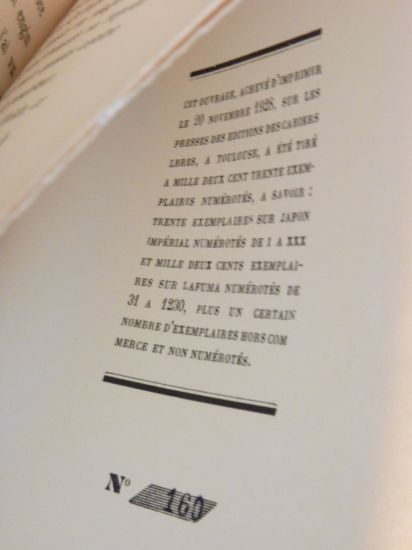 CET OUVRAGE, ACHEVÉ D'IMPRIMER
LE 20 NOVEMBRE 1928, SUR LES
PRESSES DES EDITIONS DES CAHIERS
LBRES, A TOULOUSE, A ÉTÉ TIRÉ
A MILLE DEUX CENT TRENTE EXEM-
PLAIRES NUMÉROTÉS, A SAVOIR :
TRENTE EXEMPLAIRES SUR JAPON
IMPÉRIAL NUMÉROTÉS DE I A XXX
ET MILLE DEUX CENTS EXEMPLAI-
RES SUR LAFUMA NUMÉROTÉS DE
31 A 1230, PLUS UN CERTAIN
NOMBRE D'EXEMPLAIRES HORS COM
MERCE ET NON NUMÉROTÉS.
Nº 160